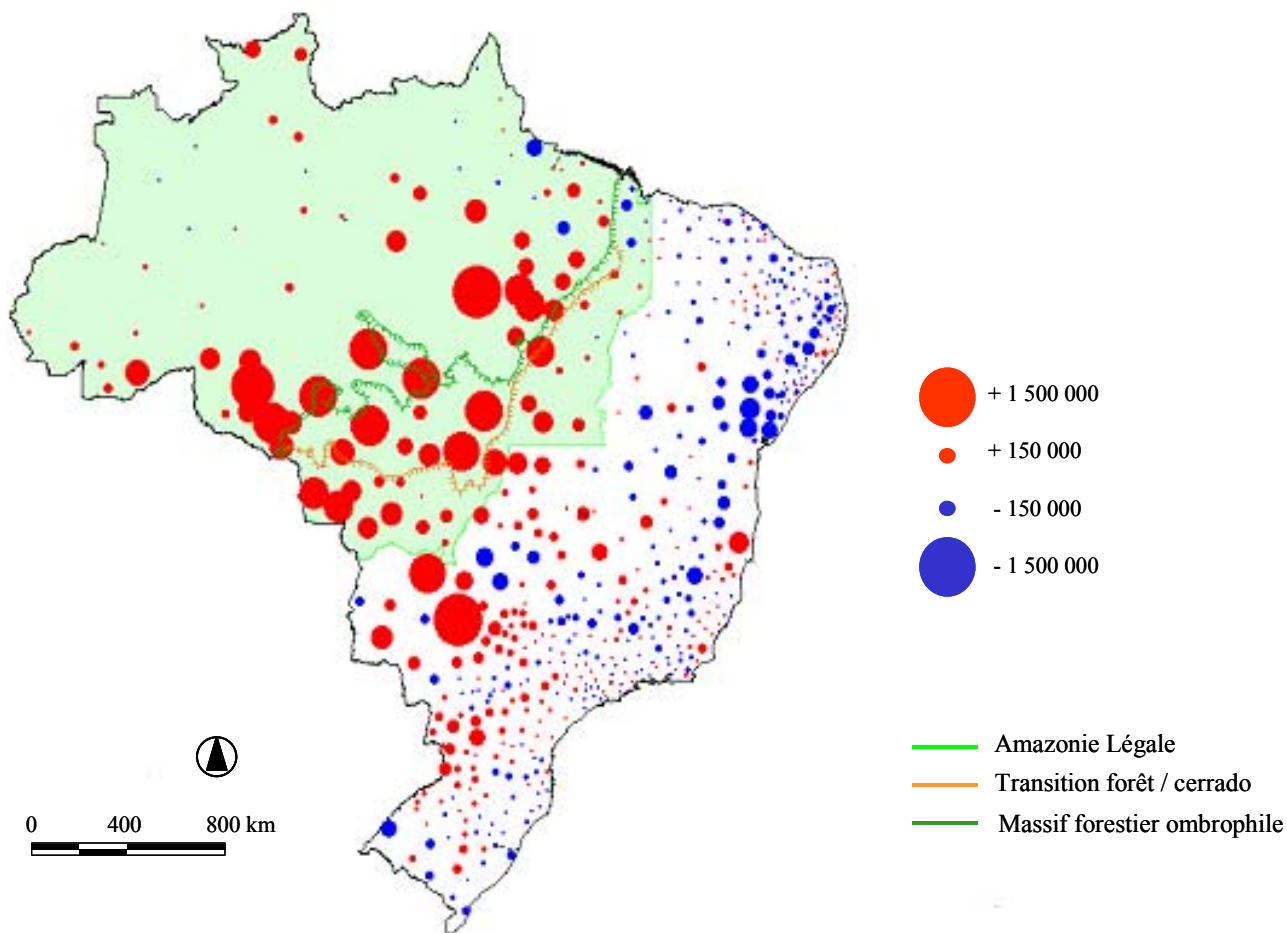 + 1 500 000
+ 150 000
- 150 000
- 1 500 000
Amazonie Légale
Transition forêt / cerrado
Massif forestier ombrophile
0 400 800 km